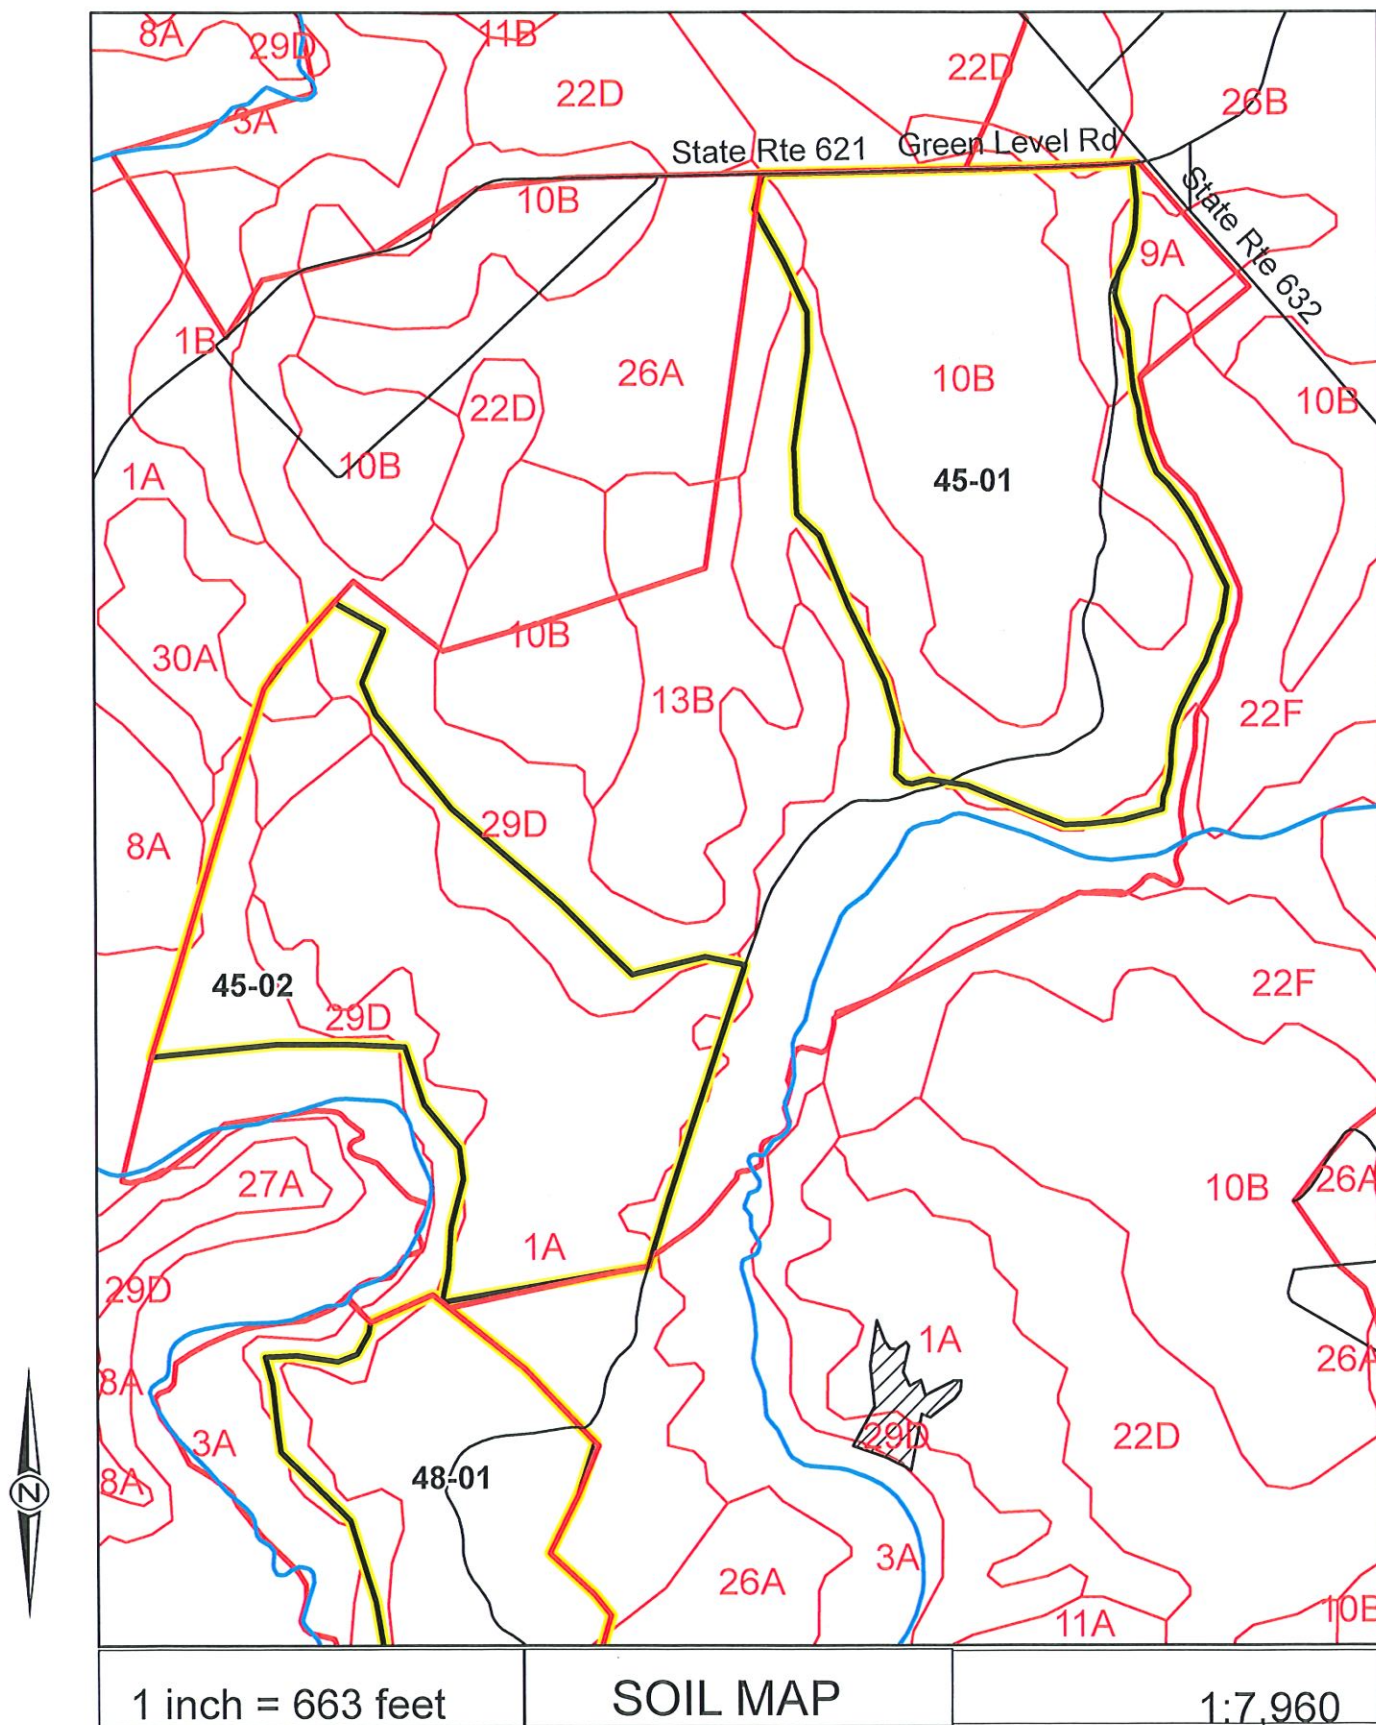 8A
29D
11B
22D
22D
26B
3A
State Rte 621 Green Level Rd
10B
State Rte 632
9A
1B
26A
10B
22D
10B
10B
1A
45-01
10B
30A
13B
22F
29D
8A
45-02
22F
29D
27A
10B
26A
1A
29D
1A
26A
8A
3A
29D
22D
8A
48-01
N
3A
26A
11A
10B
1 inch = 663 feet
SOIL MAP
1:7,960